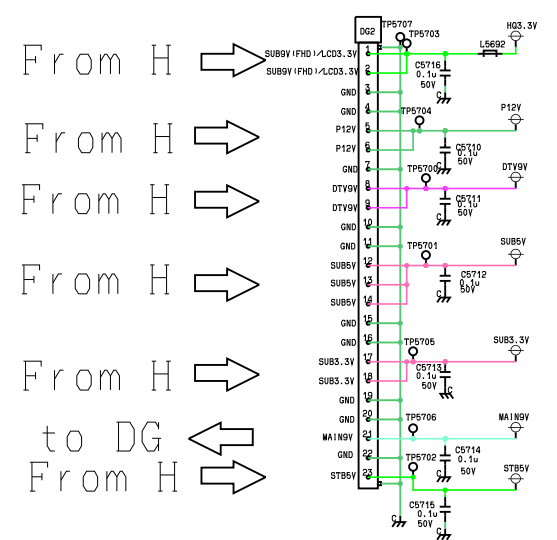 TP5707
DG2
TP5703
HQ3.3V
From H
SUB9V(FHD)/LCD3.3V 1
L5692
SUB9V(FHD)/LCD3.3V 2
C5716
0.1u
50V
C
GND 3
GND 4
TP5704
P12V
From H
P12V 5
P12V 6
C5710
0.1u
50V
C
GND 7
TP5700
DTV9V
From H
DTV9V 8
DTV9V 9
C5711
0.1u
50V
C
GND 10
GND 11
TP5701
SUB5V
From H
SUB5V 12
SUB5V 13
SUB5V 14
C5712
0.1u
50V
C
GND 15
GND 16
TP5705
SUB3.3V
From H
SUB3.3V 17
SUB3.3V 18
C5713
0.1u
50V
C
GND 19
GND 20
TP5706
MAIN9V
to DG
MAIN9V 21
GND 22
C5714
0.1u
50V
C
TP5702
STB5V
From H
STB5V 23
C5715
0.1u
50V
C
C